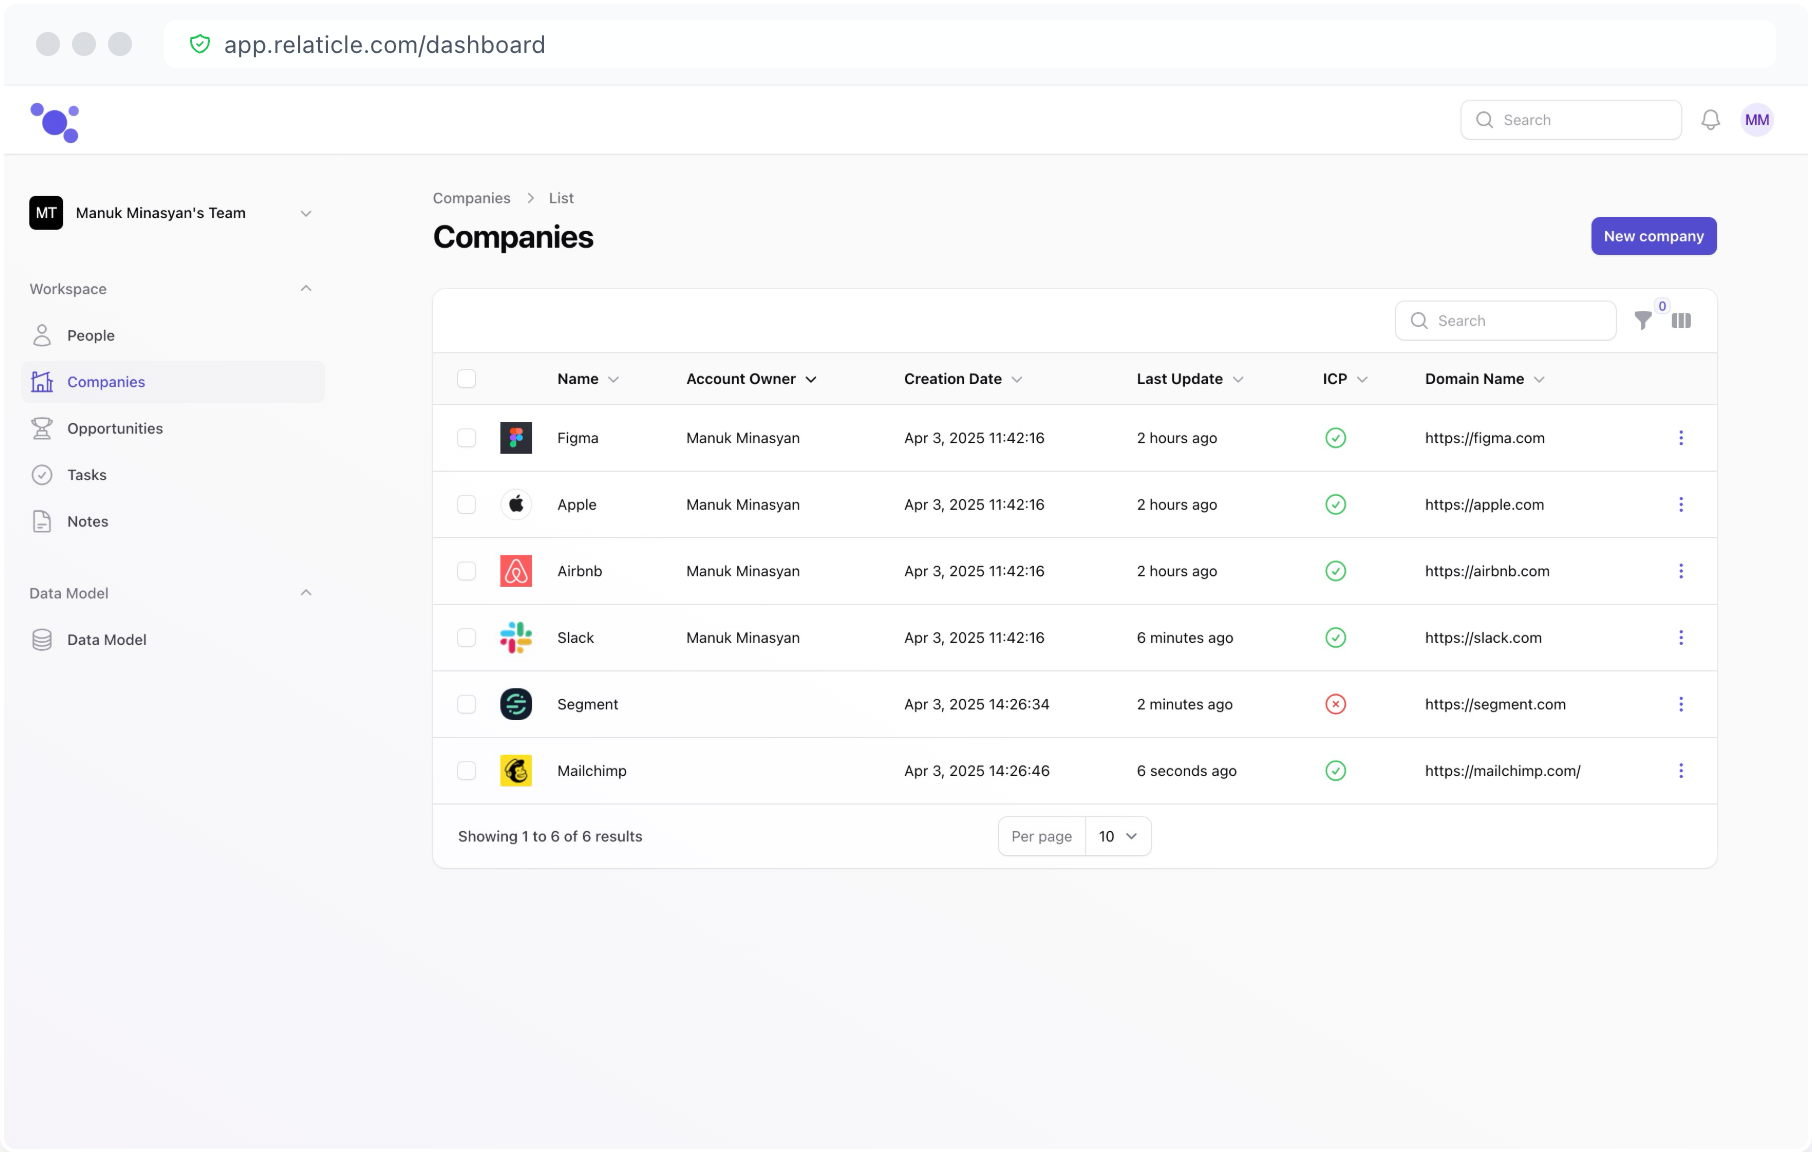 app.relaticle.com/dashboard
Search
MM
MT Manuk Minasyan's Team
Workspace
People
Companies
Opportunities
Tasks
Notes
Data Model
Data Model
Companies > List
Companies
New company
Search
0
Name Account Owner Creation Date Last Update ICP Domain Name
Figma Manuk Minasyan Apr 3, 2025 11:42:16 2 hours ago https://figma.com
Apple Manuk Minasyan Apr 3, 2025 11:42:16 2 hours ago https://apple.com
Airbnb Manuk Minasyan Apr 3, 2025 11:42:16 2 hours ago https://airbnb.com
Slack Manuk Minasyan Apr 3, 2025 11:42:16 6 minutes ago https://slack.com
Segment Apr 3, 2025 14:26:34 2 minutes ago https://segment.com
Mailchimp Apr 3, 2025 14:26:46 6 seconds ago https://mailchimp.com/
Showing 1 to 6 of 6 results
Per page 10